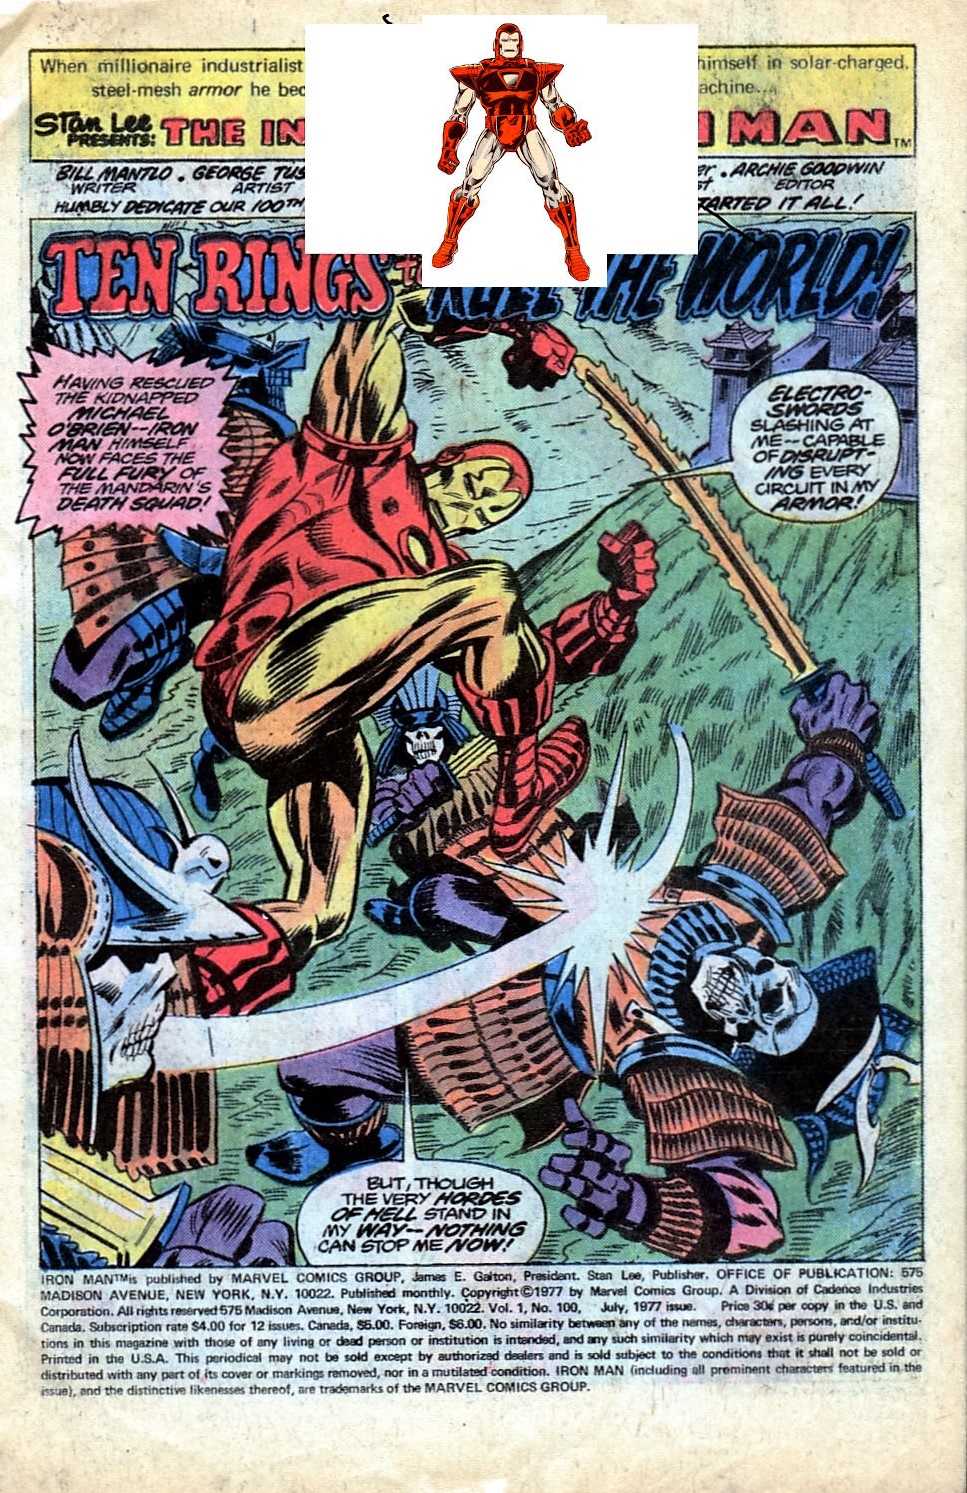 When millionaire industrialist himself in solar-charged,
steel-mesh armor he bec achine...
Stan Lee
PRESENTS:
THE IN MAN™
BILL MANTLO . GEORGE TUS . ARCHIE GOODWIN
WRITER ARTIST EDITOR
HUMBLY DEDICATE OUR 100TH TARTED IT ALL!
TEN RINGS to RULE THE WORLD!
HAVING RESCUED
THE KIDNAPPED
MICHAEL
O'BRIEN--IRON
MAN HIMSELF
NOW FACES THE
FULL FURY OF
THE MANDARIN'S
DEATH SQUAD!
ELECTRO-
SWORDS
SLASHING AT
ME--CAPABLE
OF DISRUPT-
ING EVERY
CIRCUIT IN MY
ARMOR!
BUT, THOUGH
THE VERY HORDES
OF HELL STAND IN
MY WAY--NOTHING
CAN STOP ME NOW!
IRON MAN™ is published by MARVEL COMICS GROUP, James E. Galton, President. Stan Lee, Publisher. OFFICE OF PUBLICATION: 575
MADISON AVENUE, NEW YORK, N.Y. 10022. Published monthly. Copyright ©1977 by Marvel Comics Group. A Division of Cadence Industries
Corporation. All rights reserved 575 Madison Avenue, New York, N.Y. 10022. Vol. 1, No. 100, July, 1977 issue. Price 30¢ per copy in the U.S. and
Canada. Subscription rate $4.00 for 12 issues. Canada, $5.00. Foreign, $6.00. No similarity between any of the names, characters, persons, and/or institu-
tions in this magazine with those of any living or dead person or institution is intended, and any such similarity which may exist is purely coincidental.
Printed in the U.S.A. This periodical may not be sold except by authorized dealers and is sold subject to the conditions that it shall not be sold or
distributed with any part of its cover or markings removed, nor in a mutilated condition. IRON MAN (including all prominent characters featured in the
issue), and the distinctive likenesses thereof, are trademarks of the MARVEL COMICS GROUP.